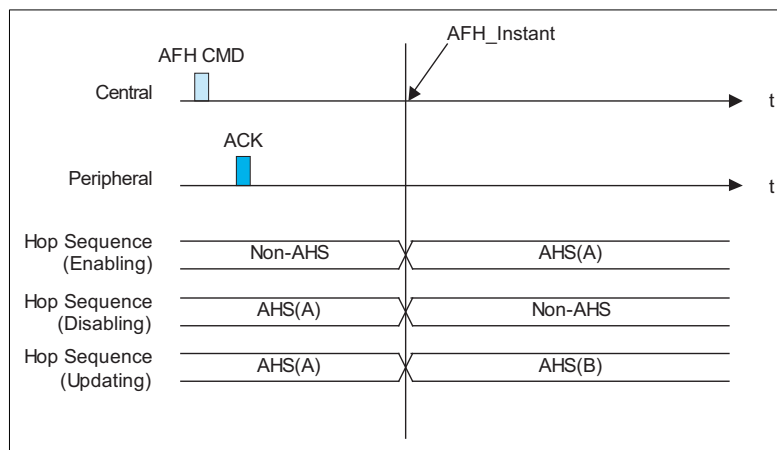 AFH_Instant
AFH CMD
Central
t
ACK
Peripheral
t
Hop Sequence
(Enabling)
Non-AHS
AHS(A)
Hop Sequence
(Disabling)
AHS(A)
Non-AHS
Hop Sequence
(Updating)
AHS(A)
AHS(B)